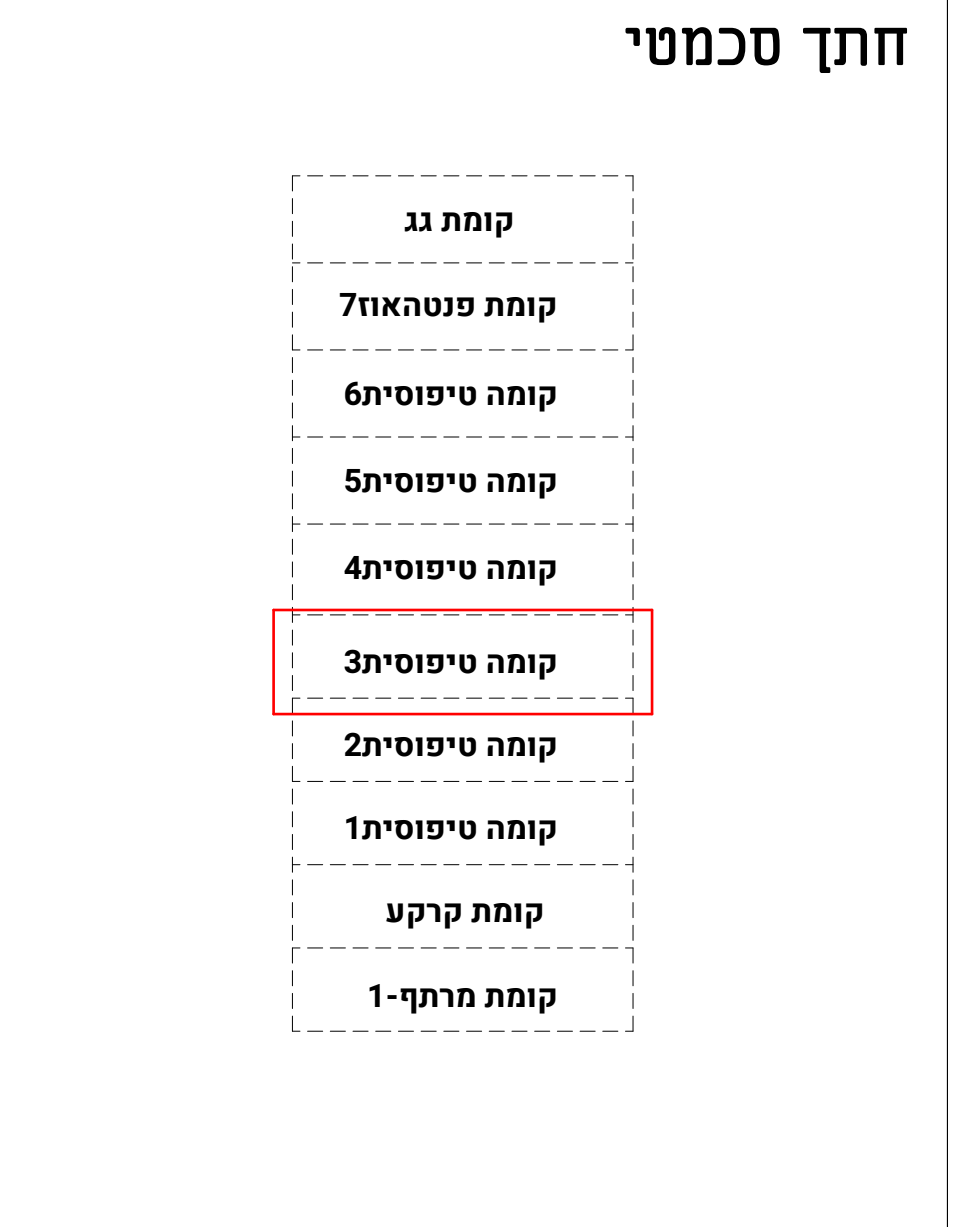 חתך סכמטי
קומת גג
קומת פנטהאוז7
קומה טיפוסית6
קומה טיפוסית5
קומה טיפוסית4
קומה טיפוסית3
קומה טיפוסית2
קומה טיפוסית1
קומת קרקע
קומת מרתף-1